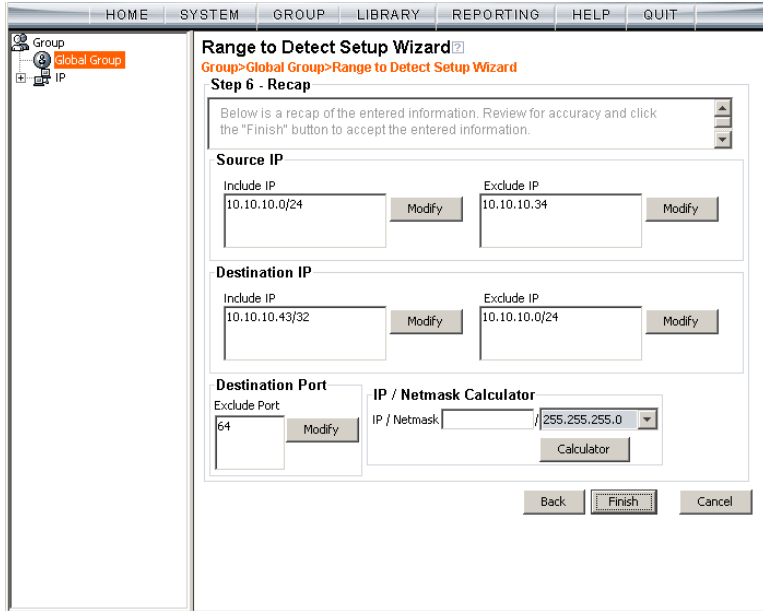 HOME SYSTEM GROUP LIBRARY REPORTING HELP QUIT
Group
Global Group
IP
Range to Detect Setup Wizard ?
Group>Global Group>Range to Detect Setup Wizard
Step 6 - Recap
Below is a recap of the entered information. Review for accuracy and click
the "Finish" button to accept the entered information.
Source IP
Include IP
10.10.10.0/24
Modify
Exclude IP
10.10.10.34
Modify
Destination IP
Include IP
10.10.10.43/32
Modify
Exclude IP
10.10.10.0/24
Modify
Destination Port
Exclude Port
64
Modify
IP / Netmask Calculator
IP / Netmask / 255.255.255.0
Calculator
Back Finish Cancel